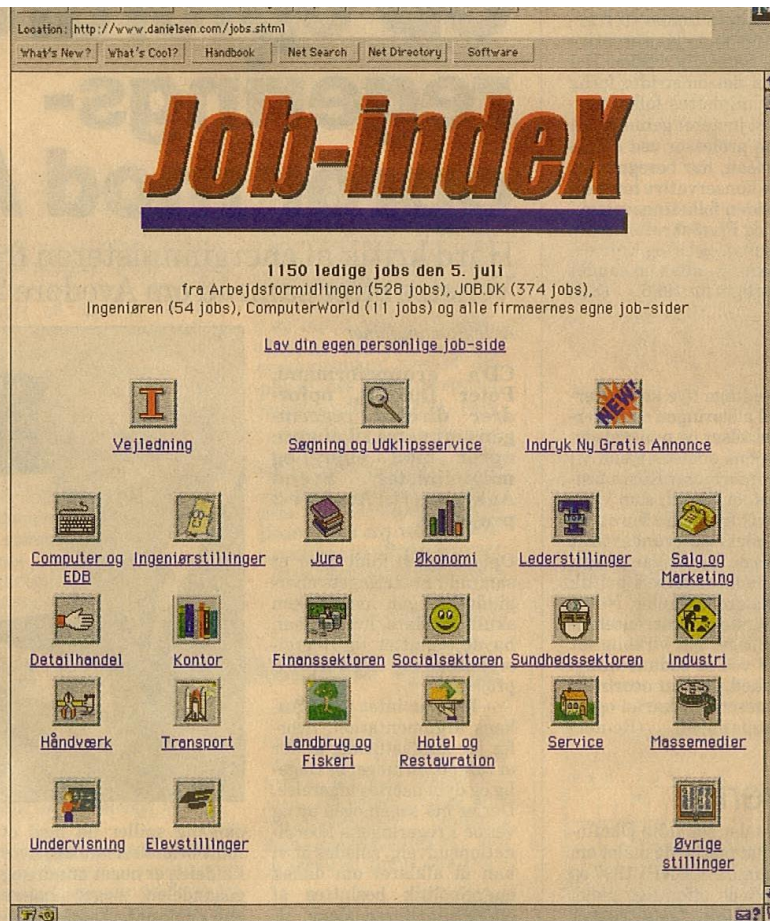 Location: http://www.danielsen.com/jobs.shtml
What's New? What's Cool? Handbook Net Search Net Directory Software
Job-indeX
1150 ledige jobs den 5. juli
fra Arbejdsformidlingen (528 jobs), JOB.DK (374 jobs),
Ingeniøren (54 jobs), ComputerWorld (11 jobs) og alle firmaernes egne job-sider
Lav din egen personlige job-side
NEW!
Vejledning Søgning og Udklipsservice Indryk Ny Gratis Annonce
Computer og EDB Ingeniørstillinger Jura Økonomi Lederstillinger Salg og Marketing
Detailhandel Kontor Finanssektoren Socialsektoren Sundhedssektoren Industri
Håndværk Transport Landbrug og Fiskeri Hotel og Restauration Service Massemedier
Undervisning Elevstillinger Øvrige stillinger